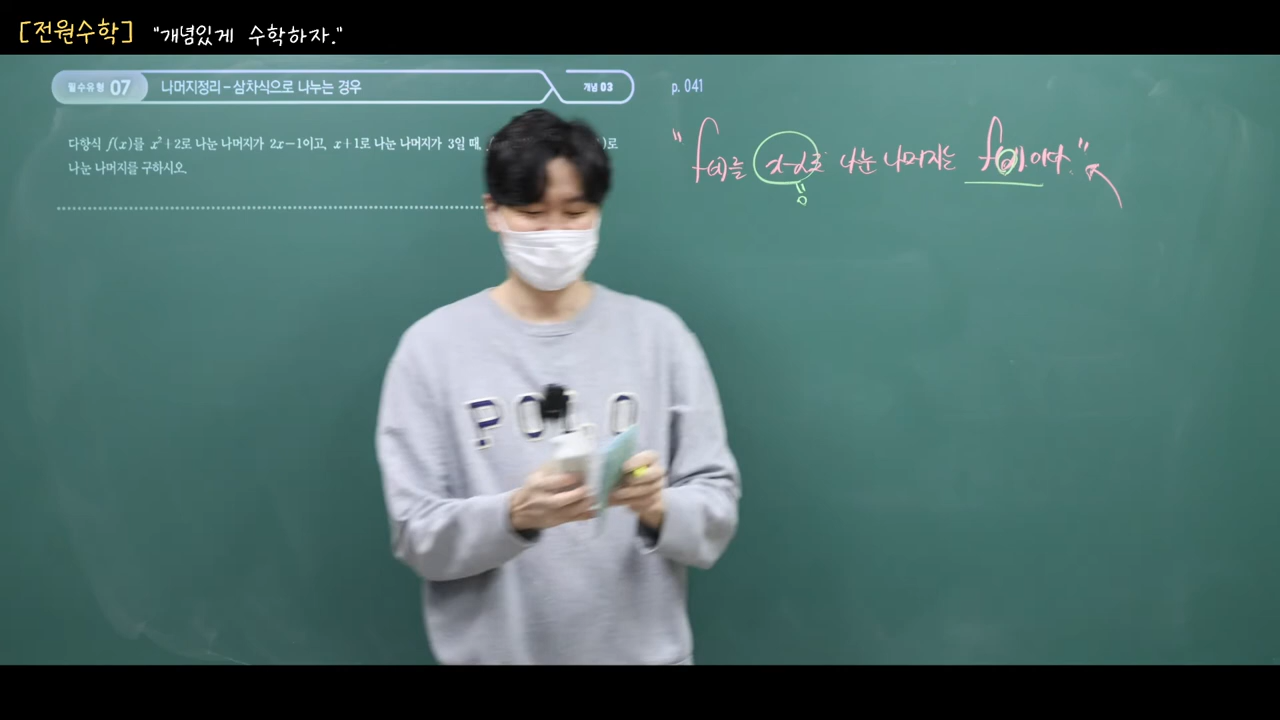 [전원수학] "개념있게 수학하자."
필수유형 07 나머지정리-삼차식으로 나누는 경우 개념 03 p. 041
다항식 f(x)를 x²+2로 나눈 나머지가 2x-1이고, x+1로 나눈 나머지가 3일 때, )로
나눈 나머지를 구하시오.
"f(x)를 x-α로 나눈 나머지는 f(α)이다."
0
POLO